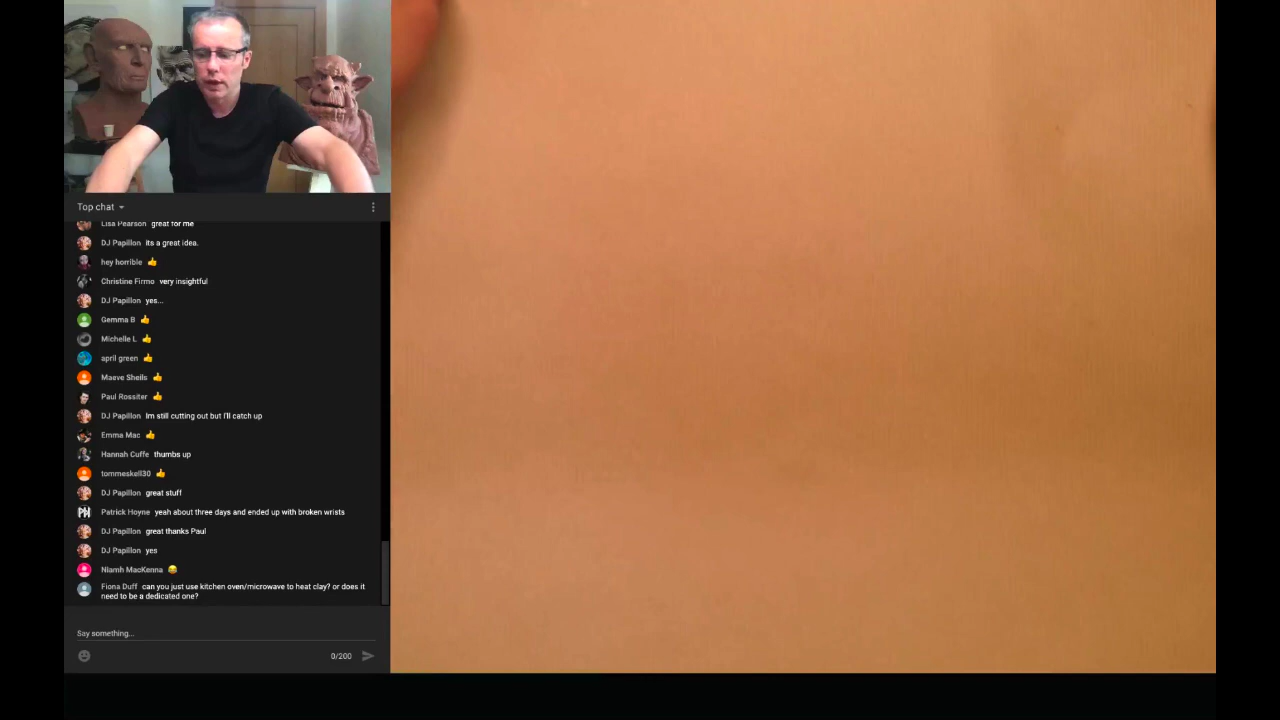 Top chat
Lisa Pearson great for me
DJ Papillon its a great idea.
hey horrible 👍
Christine Firmo very insightful
DJ Papillon yes...
Gemma B 👍
Michelle L 👍
april green 👍
Maeve Sheils 👍
Paul Rossiter 👍
DJ Papillon Im still cutting out but I'll catch up
Emma Mac 👍
Hannah Cuffe thumbs up
tommeskell30 👍
DJ Papillon great stuff
Patrick Hoyne yeah about three days and ended up with broken wrists
DJ Papillon great thanks Paul
DJ Papillon yes
Niamh MacKenna 😂
Fiona Duff can you just use kitchen oven/microwave to heat clay? or does it
need to be a dedicated one?
Say something...
0/200